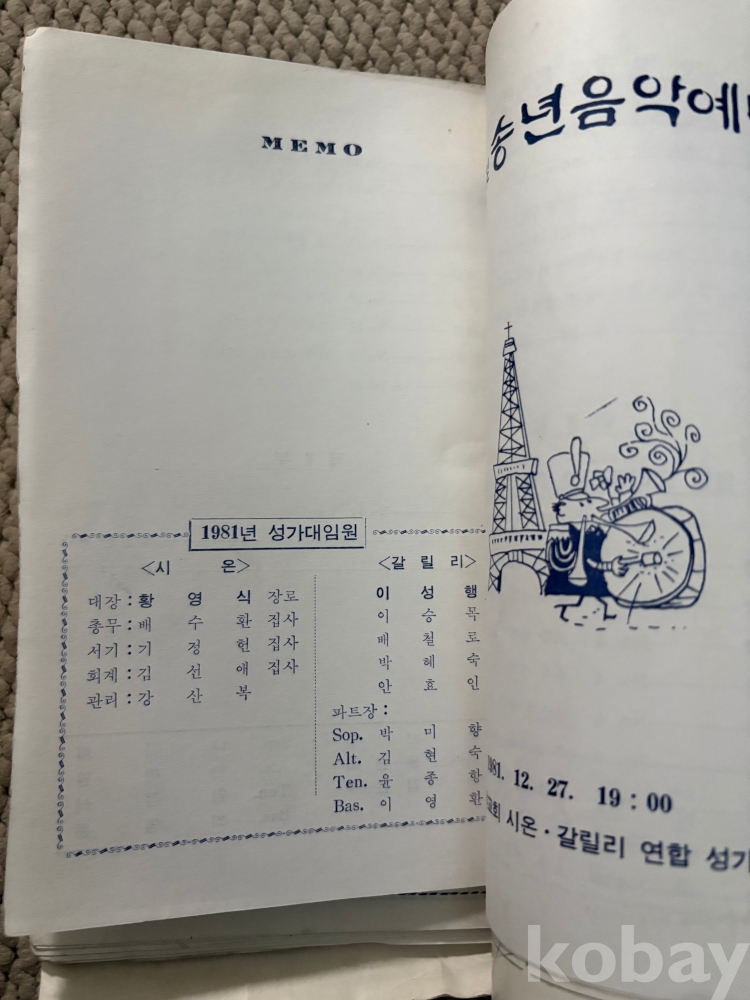 MEMO
1981년 성가대임원
<시 온>
대장 : 황 영 식 장로
총무 : 배 수 환 집사
서기 : 기 정 헌 집사
회계 : 김 선 애 집사
관리 : 강 산 복
<갈 릴 리>
이 성 행
이 승 목
배 철 로
박 혜 숙
안 효 인
파트장 :
Sop. 박 미 향
Alt. 김 현 숙
Ten. 윤 종 항
Bas. 이 영 환
송년음악예
1981. 12. 27. 19 : 00
교회 시온 · 갈릴리 연합 성가
kobay